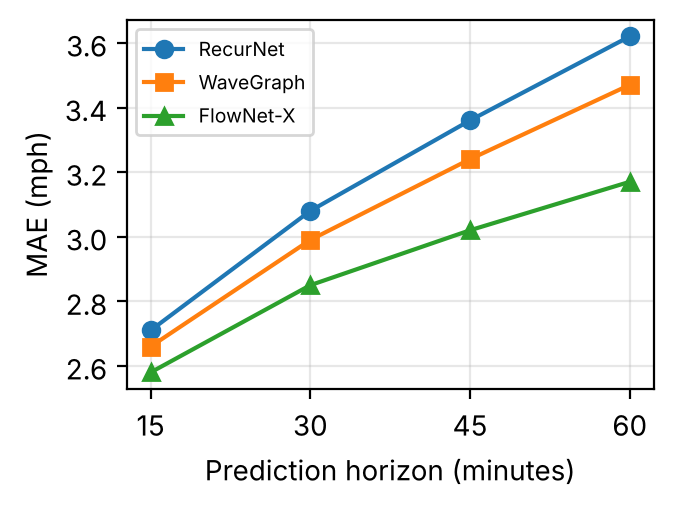 3.6
3.4
3.2
3.0
2.8
2.6
MAE (mph)
RecurNet
WaveGraph
FlowNet-X
15 30 45 60
Prediction horizon (minutes)